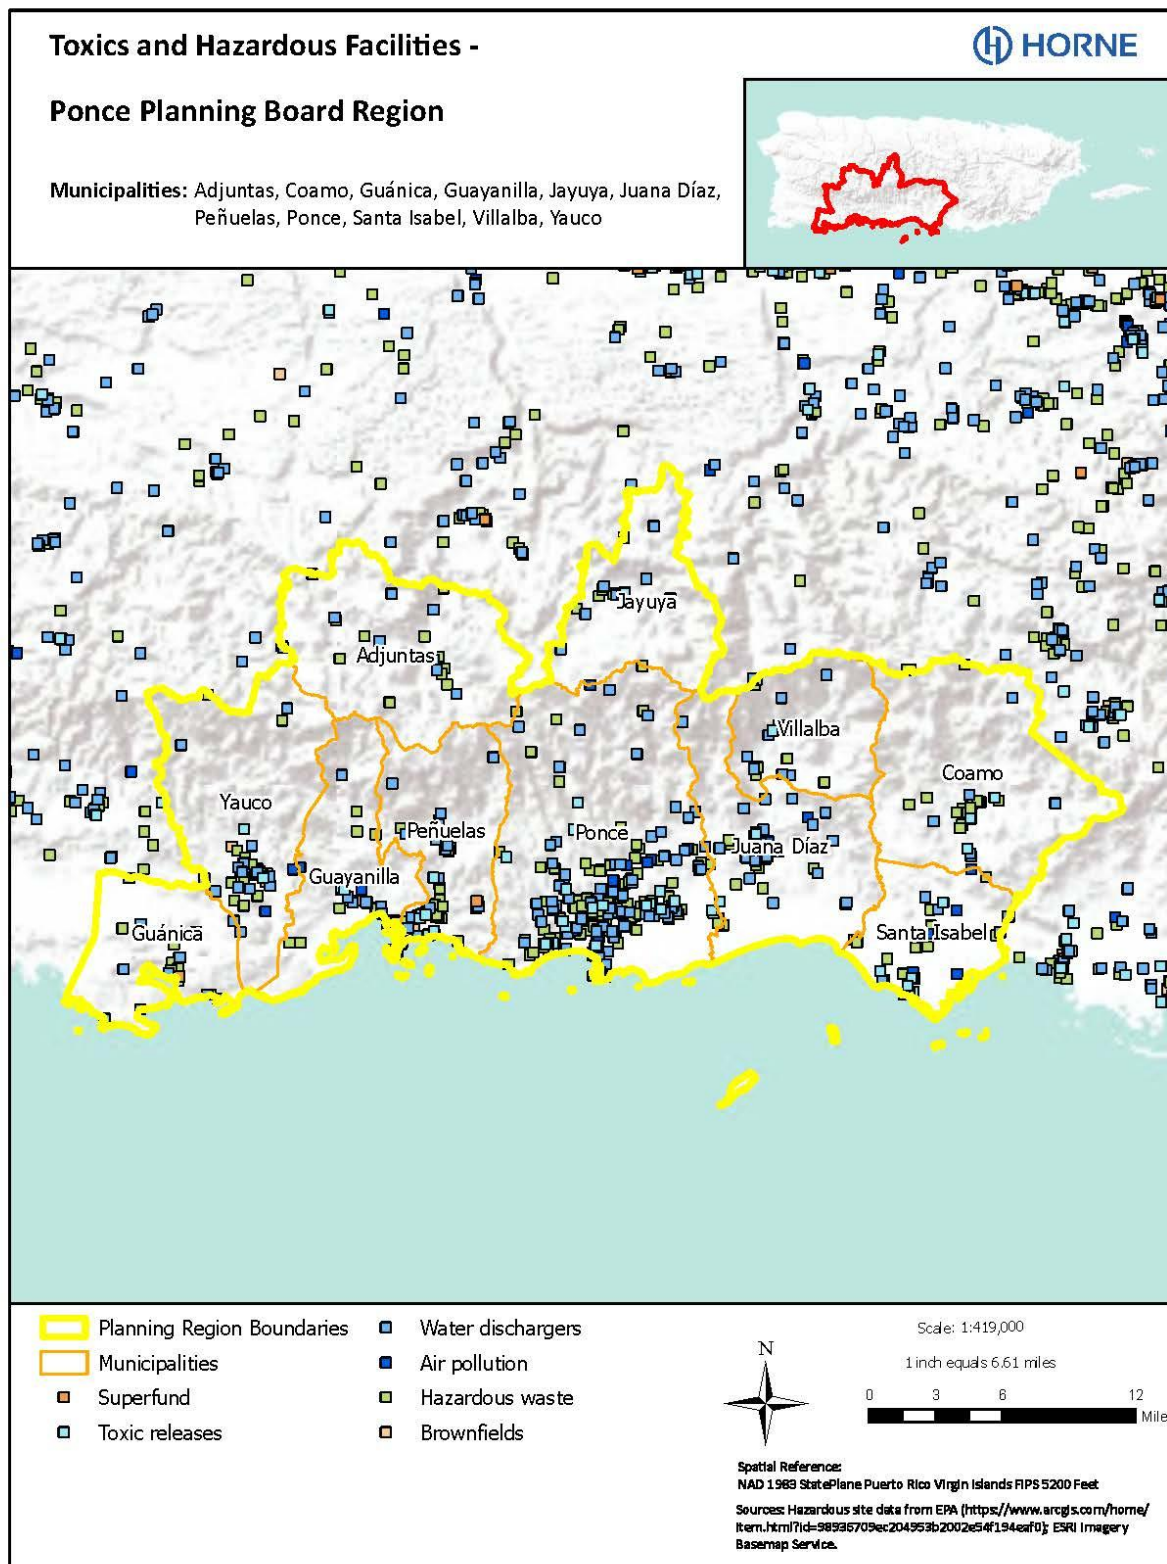 Toxics and Hazardous Facilities -
HORNE
Ponce Planning Board Region
Municipalities: Adjuntas, Coamo, Guánica, Guayanilla, Jayuya, Juana Díaz,
Peñuelas, Ponce, Santa Isabel, Villalba, Yauco
Jayuya
Adjuntas
Villalba
Coamo
Yauco
Peñuelas
Ponce
Juana Díaz
Guayanilla
Guánica
Santa Isabel
Planning Region Boundaries
Municipalities
Superfund
Toxic releases
Water dischargers
Air pollution
Hazardous waste
Brownfields
N
Scale: 1:419,000
1 inch equals 6.61 miles
0 3 6 12
Mile
Spatial Reference:
NAD 1983 StatePlane Puerto Rico Virgin Islands FIPS 5200 Feet
Sources: Hazardous site data from EPA (https://www.arcgis.com/home/
item.html?id=98936709ec204953b2002e54f194eaf0); ESRI Imagery
Basemap Service.